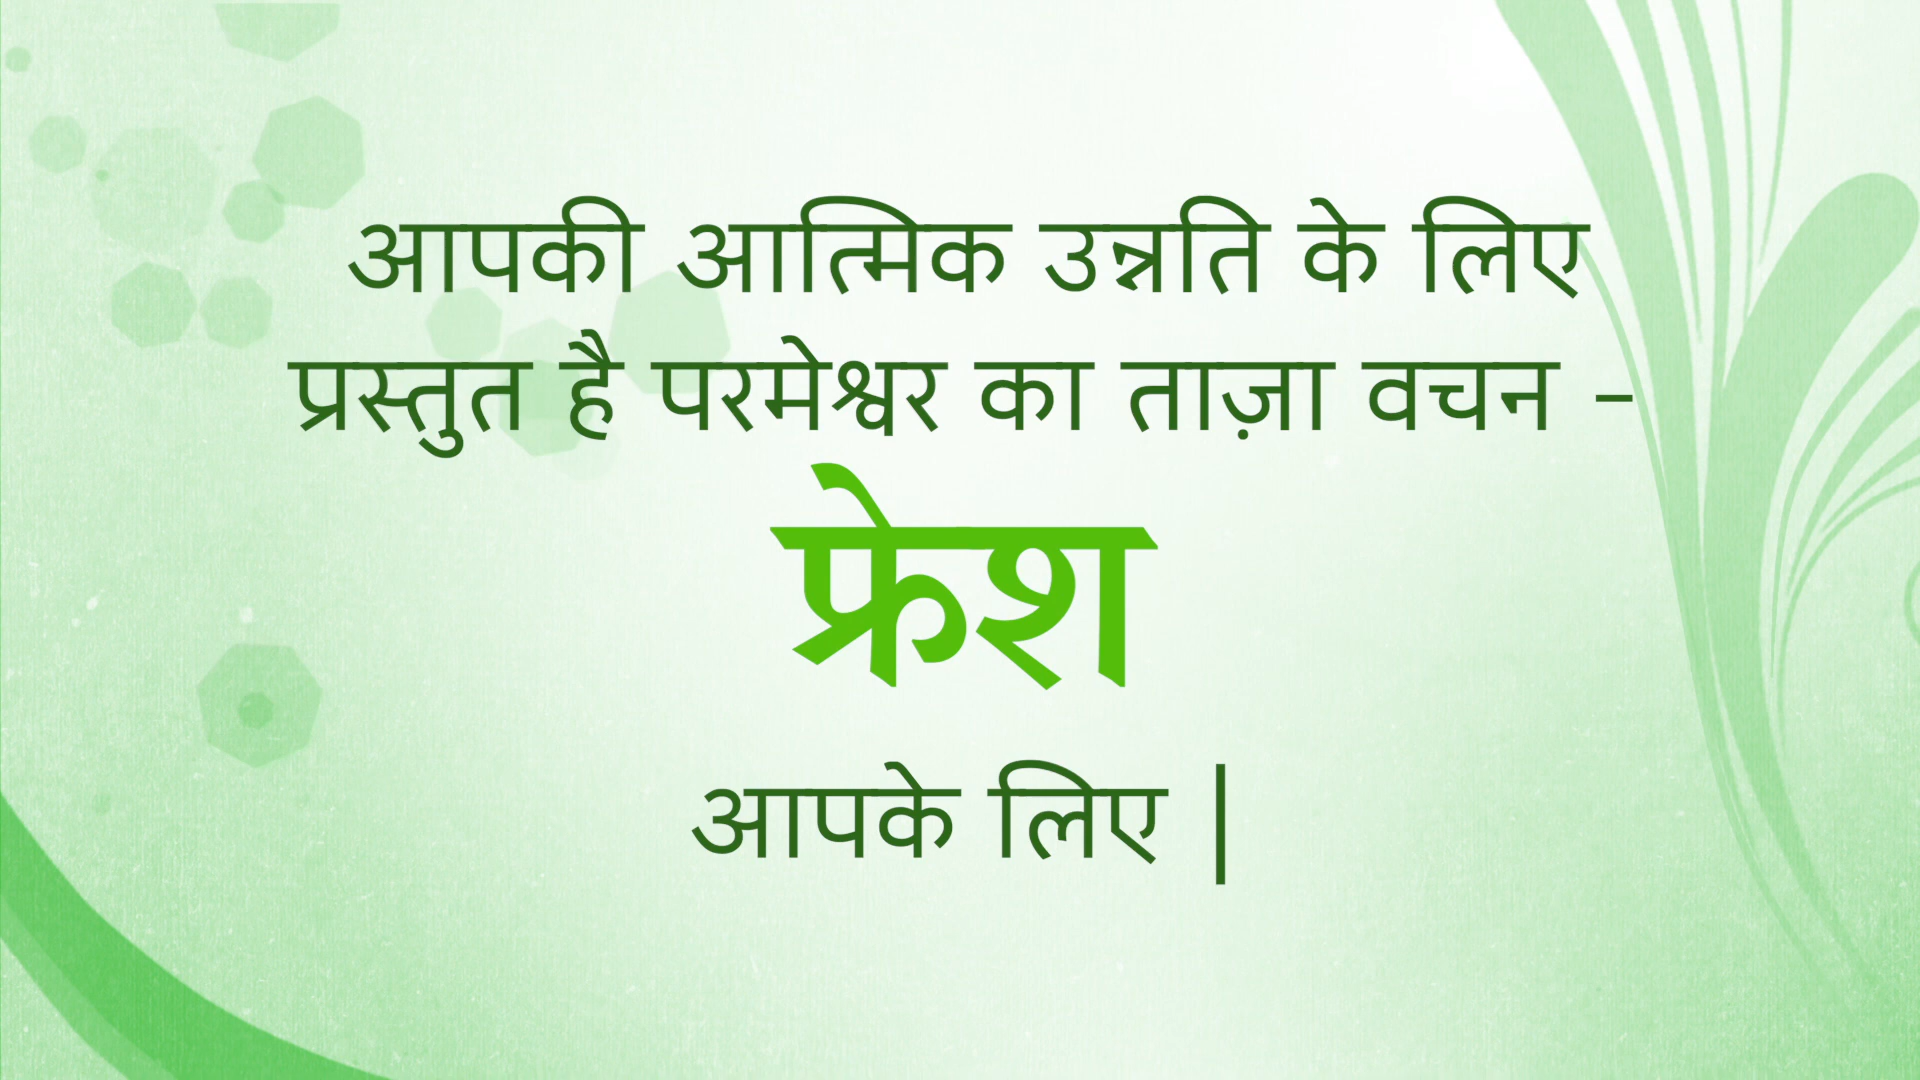 आपकी आत्मिक उन्नति के लिए
प्रस्तुत है परमेश्वर का ताज़ा वचन -
फ्रेश
आपके लिए |